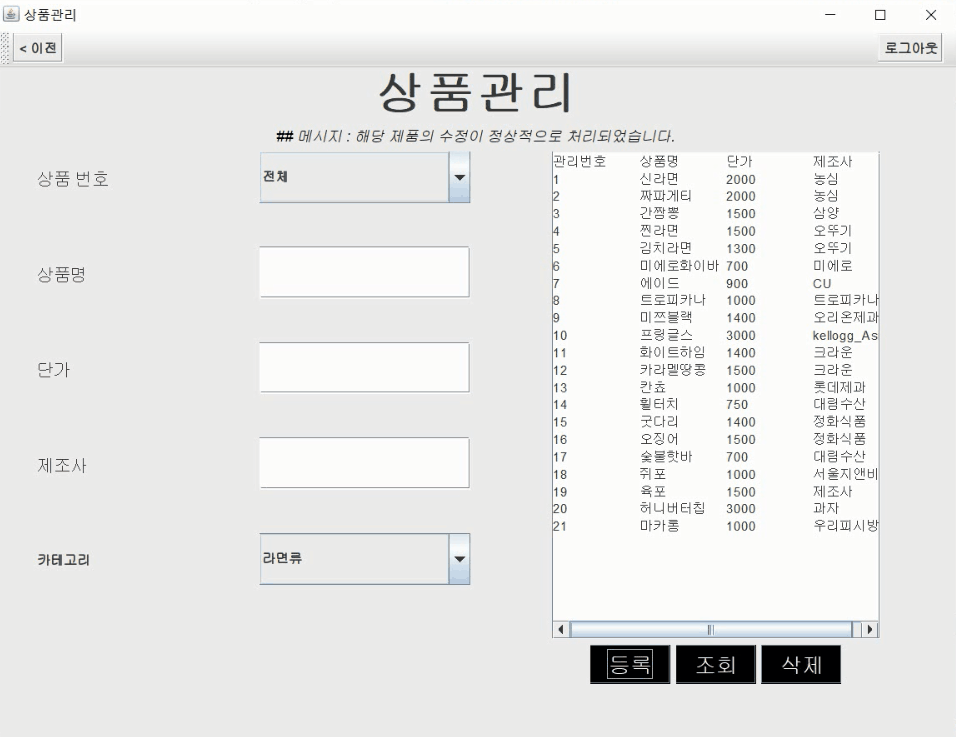 상품관리
< 이전
로그아웃
상품관리
## 메시지 : 해당 제품의 수정이 정상적으로 처리되었습니다.
상품 번호
전체
상품명
단가
제조사
카테고리
라면류
관리번호 상품명 단가 제조사
1 신라면 2000 농심
2 짜파게티 2000 농심
3 간짬뽕 1500 삼양
4 찐라면 1500 오뚜기
5 김치라면 1300 오뚜기
6 미에로화이바 700 미에로
7 에이드 900 CU
8 트로피카나 1000 트로피카나
9 미쯔블랙 1400 오리온제과
10 프링글스 3000 kellogg_As
11 화이트하임 1400 크라운
12 카라멜땅콩 1500 크라운
13 칸쵸 1000 롯데제과
14 휠터치 750 대림수산
15 굿다리 1400 정화식품
16 오징어 1500 정화식품
17 숯불핫바 700 대림수산
18 쥐포 1000 서울지앤비
19 육포 1500 제조사
20 허니버터칩 3000 과자
21 마카롱 1000 우리피시방
등록
조회
삭제